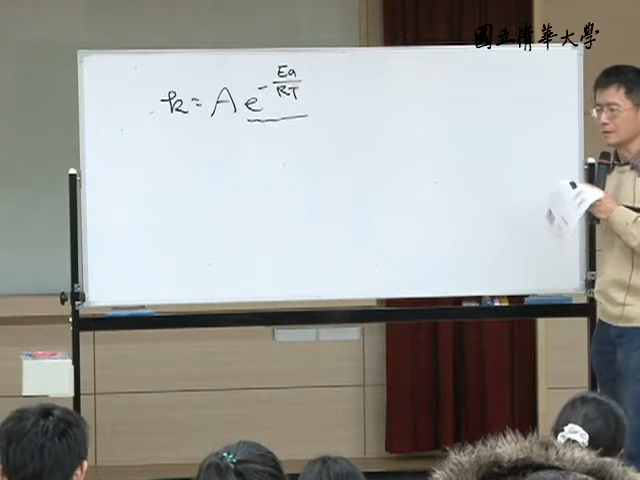 國立清華大學
k = A e^{-Ea/RT}